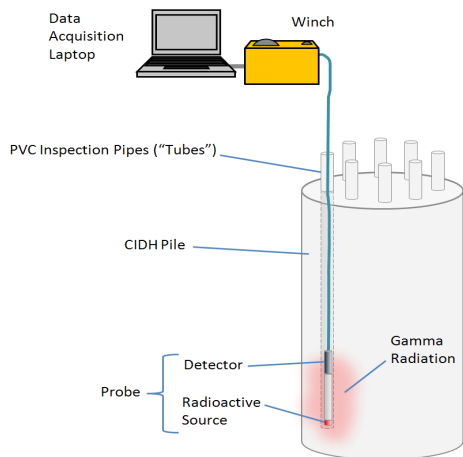 Data
Acquisition
Laptop
Winch
PVC Inspection Pipes (“Tubes”)
CIDH Pile
Gamma
Radiation
Detector
Probe
Radioactive
Source